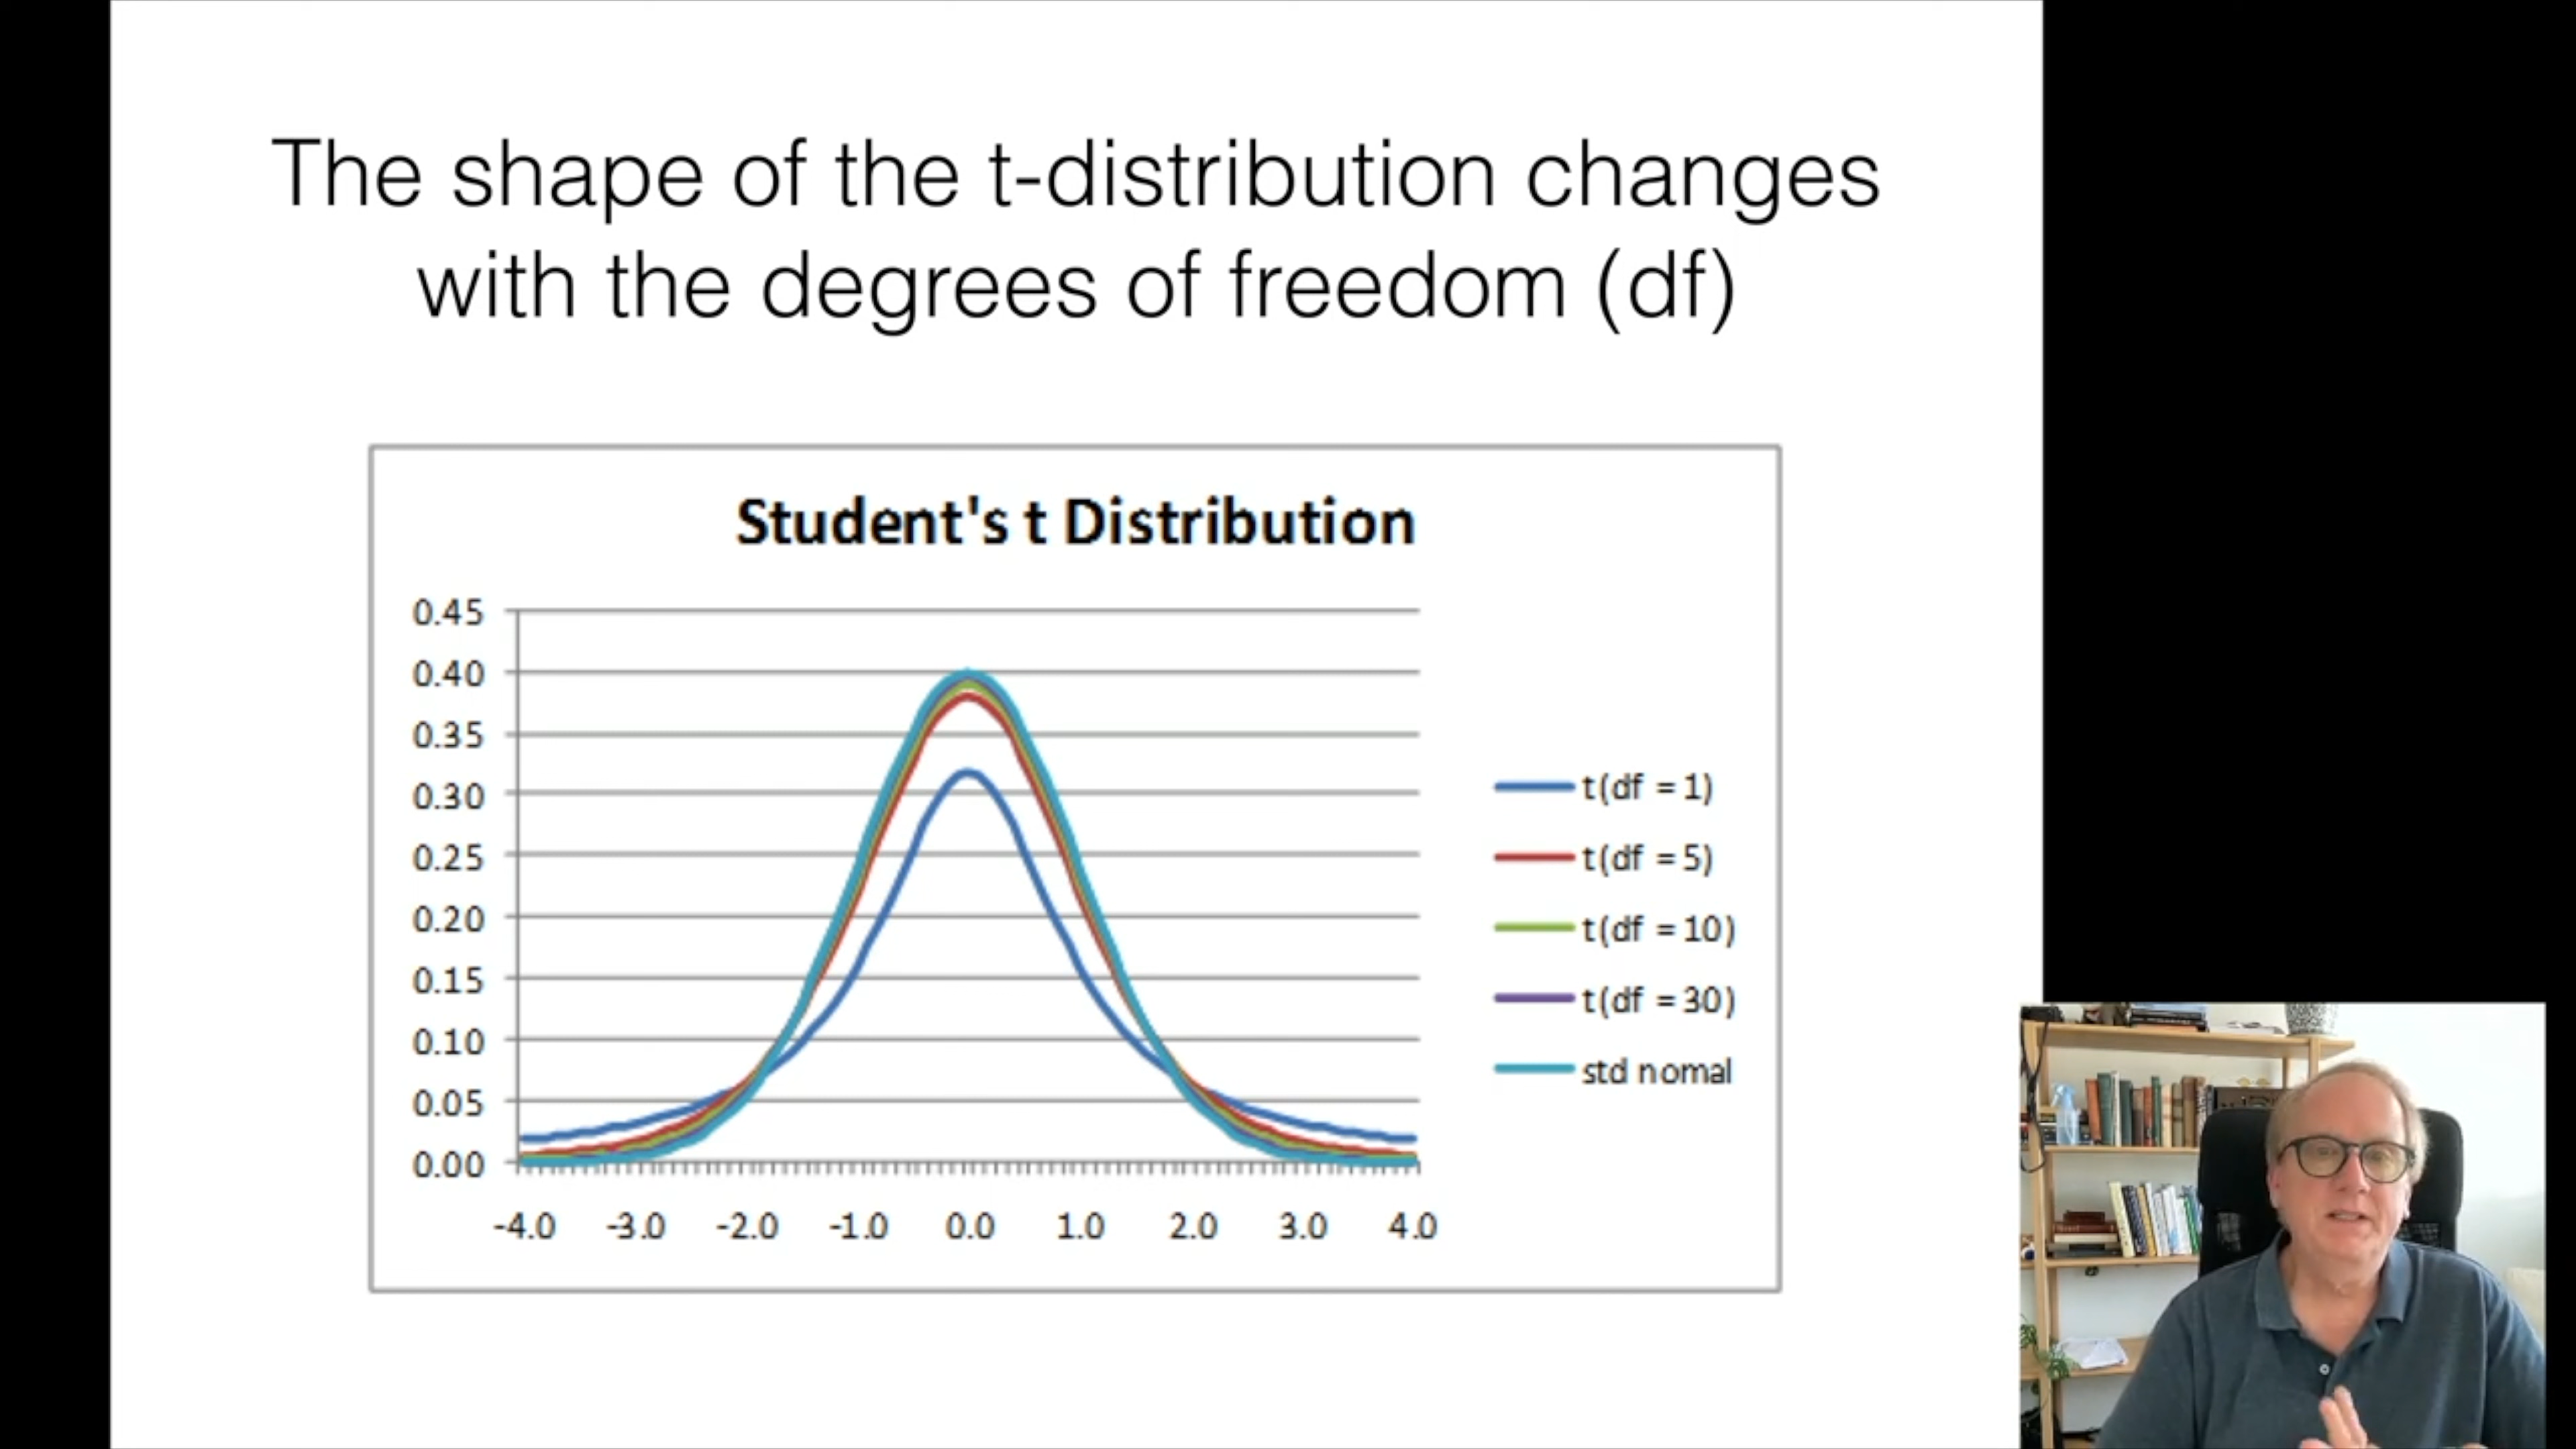 The shape of the t-distribution changes
with the degrees of freedom (df)
Student's t Distribution
0.45
0.40
0.35
0.30
0.25
0.20
0.15
0.10
0.05
0.00
-4.0 -3.0 -2.0 -1.0 0.0 1.0 2.0 3.0 4.0
t(df = 1)
t(df = 5)
t(df = 10)
t(df = 30)
std nomal